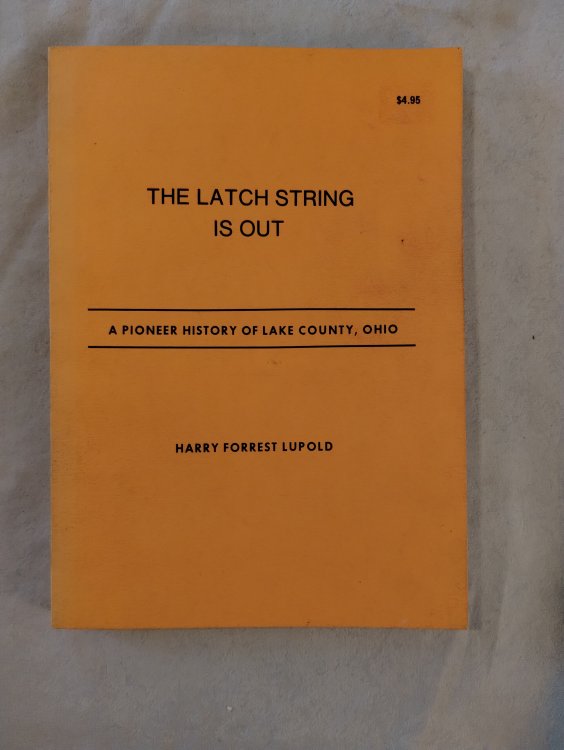 $4.95
THE LATCH STRING
IS OUT
A PIONEER HISTORY OF LAKE COUNTY, OHIO
HARRY FORREST LUPOLD